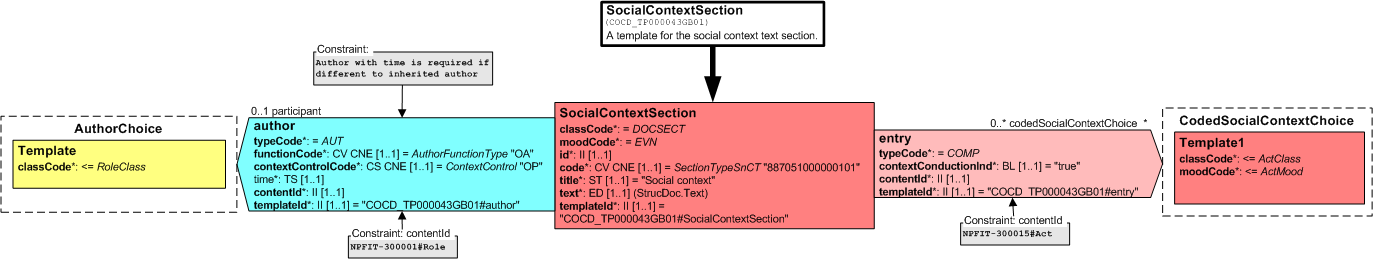 SocialContextSection
(COCD_TP000043GB01)
A template for the social context text section.
Constraint:
Author with time is required if
different to inherited author
0..1 participant
AuthorChoice
Template
classCode*: <= RoleClass
author
typeCode*: = AUT
functionCode*: CV CNE [1..1] = AuthorFunctionType "OA"
contextControlCode*: CS CNE [1..1] = ContextControl "OP"
time*: TS [1..1]
contentId*: II [1..1]
templateId*: II [1..1] = "COCD_TP000043GB01#author"
Constraint: contentId
NPFIT-300001#Role
SocialContextSection
classCode*: = DOCSECT
moodCode*: = EVN
id*: II [1..1]
code*: CV CNE [1..1] = SectionTypeSnCT "887051000000101"
title*: ST [1..1] = "Social context"
text*: ED [1..1] (StrucDoc.Text)
templateId*: II [1..1] =
"COCD_TP000043GB01#SocialContextSection"
0..* codedSocialContextChoice *
entry
typeCode*: = COMP
contextConductionInd*: BL [1..1] = "true"
contentId*: II [1..1]
templateId*: II [1..1] = "COCD_TP000043GB01#entry"
Constraint: contentId
NPFIT-300015#Act
CodedSocialContextChoice
Template1
classCode*: <= ActClass
moodCode*: <= ActMood